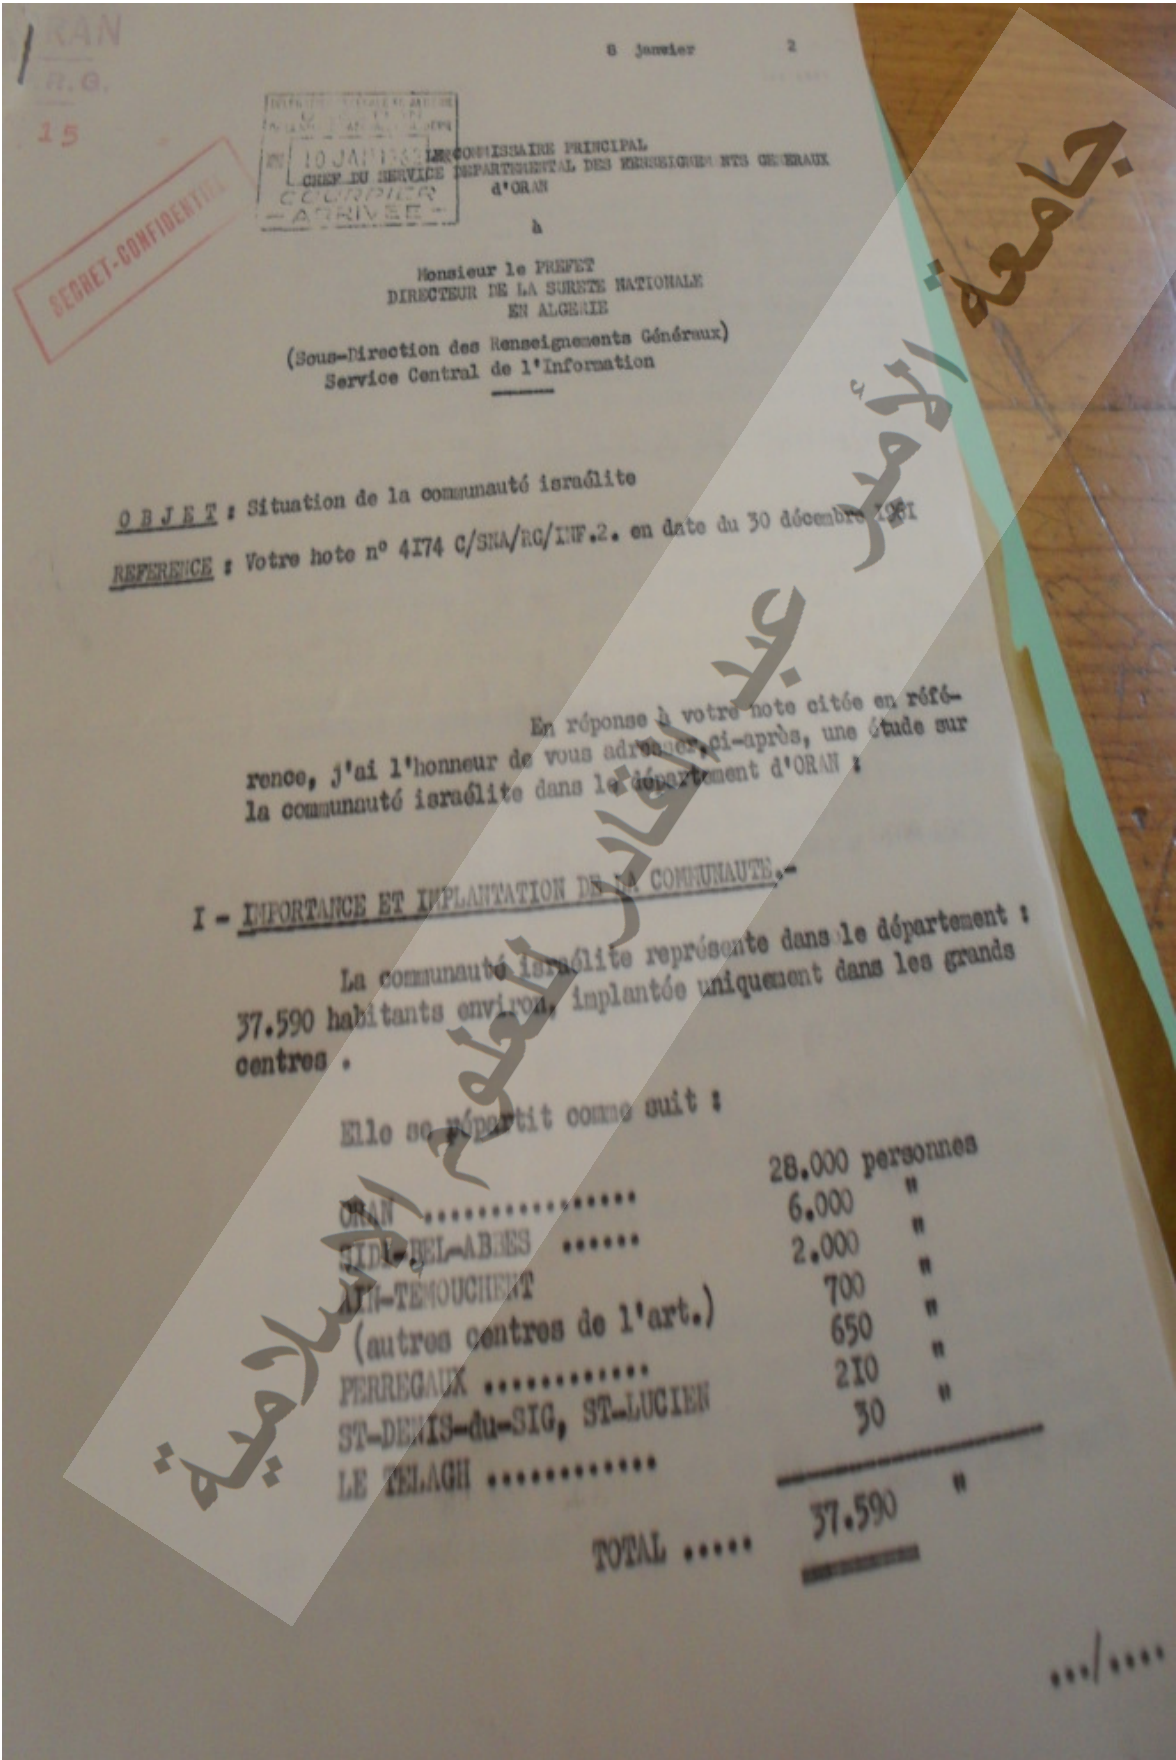 ORAN
R.G.
15
8 janvier 2
SECRET-CONFIDENTIEL
10 JAN 1962
COURRIER
- ARRIVEE -
LE COMMISSAIRE PRINCIPAL
CHEF DU SERVICE DEPARTEMENTAL DES RENSEIGNEMENTS GENERAUX
d'ORAN
à
Monsieur le PREFET
DIRECTEUR DE LA SURETE NATIONALE
EN ALGERIE
(Sous-Direction des Renseignements Généraux)
Service Central de l'Information
OBJET : Situation de la communauté israélite
REFERENCE : Votre hote n° 4I74 C/SNA/RG/INF.2. en date du 30 décembre 1961
En réponse à votre note citée en réfé-
rence, j'ai l'honneur de vous adresser,ci-après, une étude sur
la communauté israélite dans le département d'ORAN :
I - IMPORTANCE ET IMPLANTATION DE LA COMMUNAUTE.-
La communauté israélite représente dans le département :
37.590 habitants environ, implantée uniquement dans les grands
centres .
Elle se répartit comme suit :
ORAN ................ 28.000 personnes
SIDI-BEL-ABBES ...... 6.000 "
AIN-TEMOUCHENT 2.000 "
(autres centres de l'art.) 700 "
PERREGAUX ............ 650 "
ST-DENIS-du-SIG, ST-LUCIEN 2I0 "
LE TELAGH ............ 30 "
TOTAL ..... 37.590 "
.../....
جامعة الأمير عبد القادر للعلوم الإسلامية